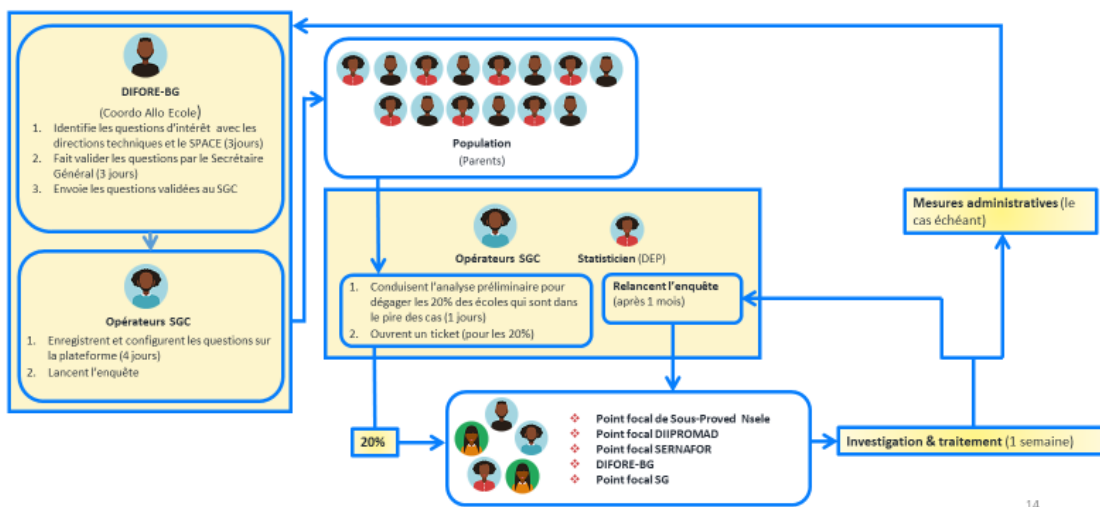 DIFORE-BG
(Coordo Allo Ecole)
1. Identifie les questions d'intérêt avec les
directions techniques et le SPACE (3jours)
2. Fait valider les questions par le Secrétaire
Général (3 jours)
3. Envoie les questions validées au SGC
Opérateurs SGC
1. Enregistrent et configurent les questions sur
la plateforme (4 jours)
2. Lancent l'enquête
Population
(Parents)
Opérateurs SGC
Statisticien (DEP)
1. Conduisent l'analyse préliminaire pour
dégager les 20% des écoles qui sont dans
le pire des cas (1 jours)
2. Ouvrent un ticket (pour les 20%)
Relancent l'enquête
(après 1 mois)
20%
❖ Point focal de Sous-Proved Nsele
❖ Point focal DIIPROMAD
❖ Point focal SERNAFOR
❖ DIFORE-BG
❖ Point focal SG
Investigation & traitement (1 semaine)
Mesures administratives (le
cas échéant)
14